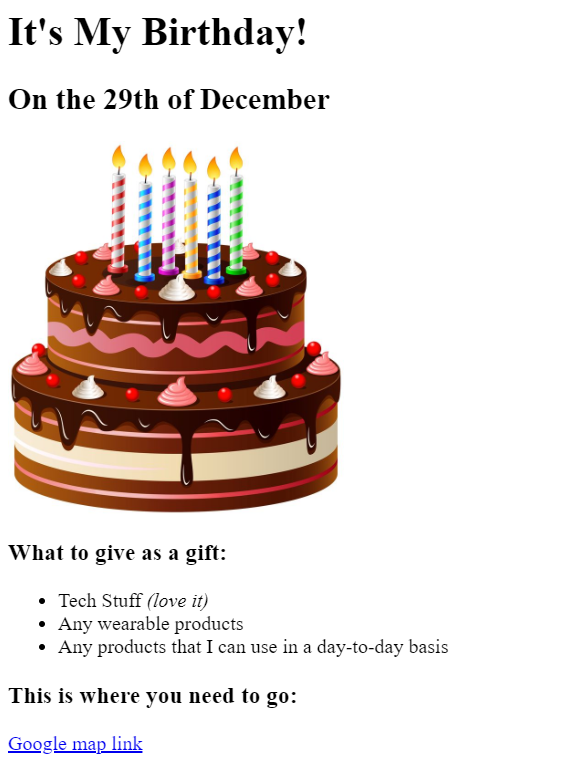 It's My Birthday!
On the 29th of December
What to give as a gift:
Tech Stuff (love it)
Any wearable products
Any products that I can use in a day-to-day basis
This is where you need to go:
Google map link